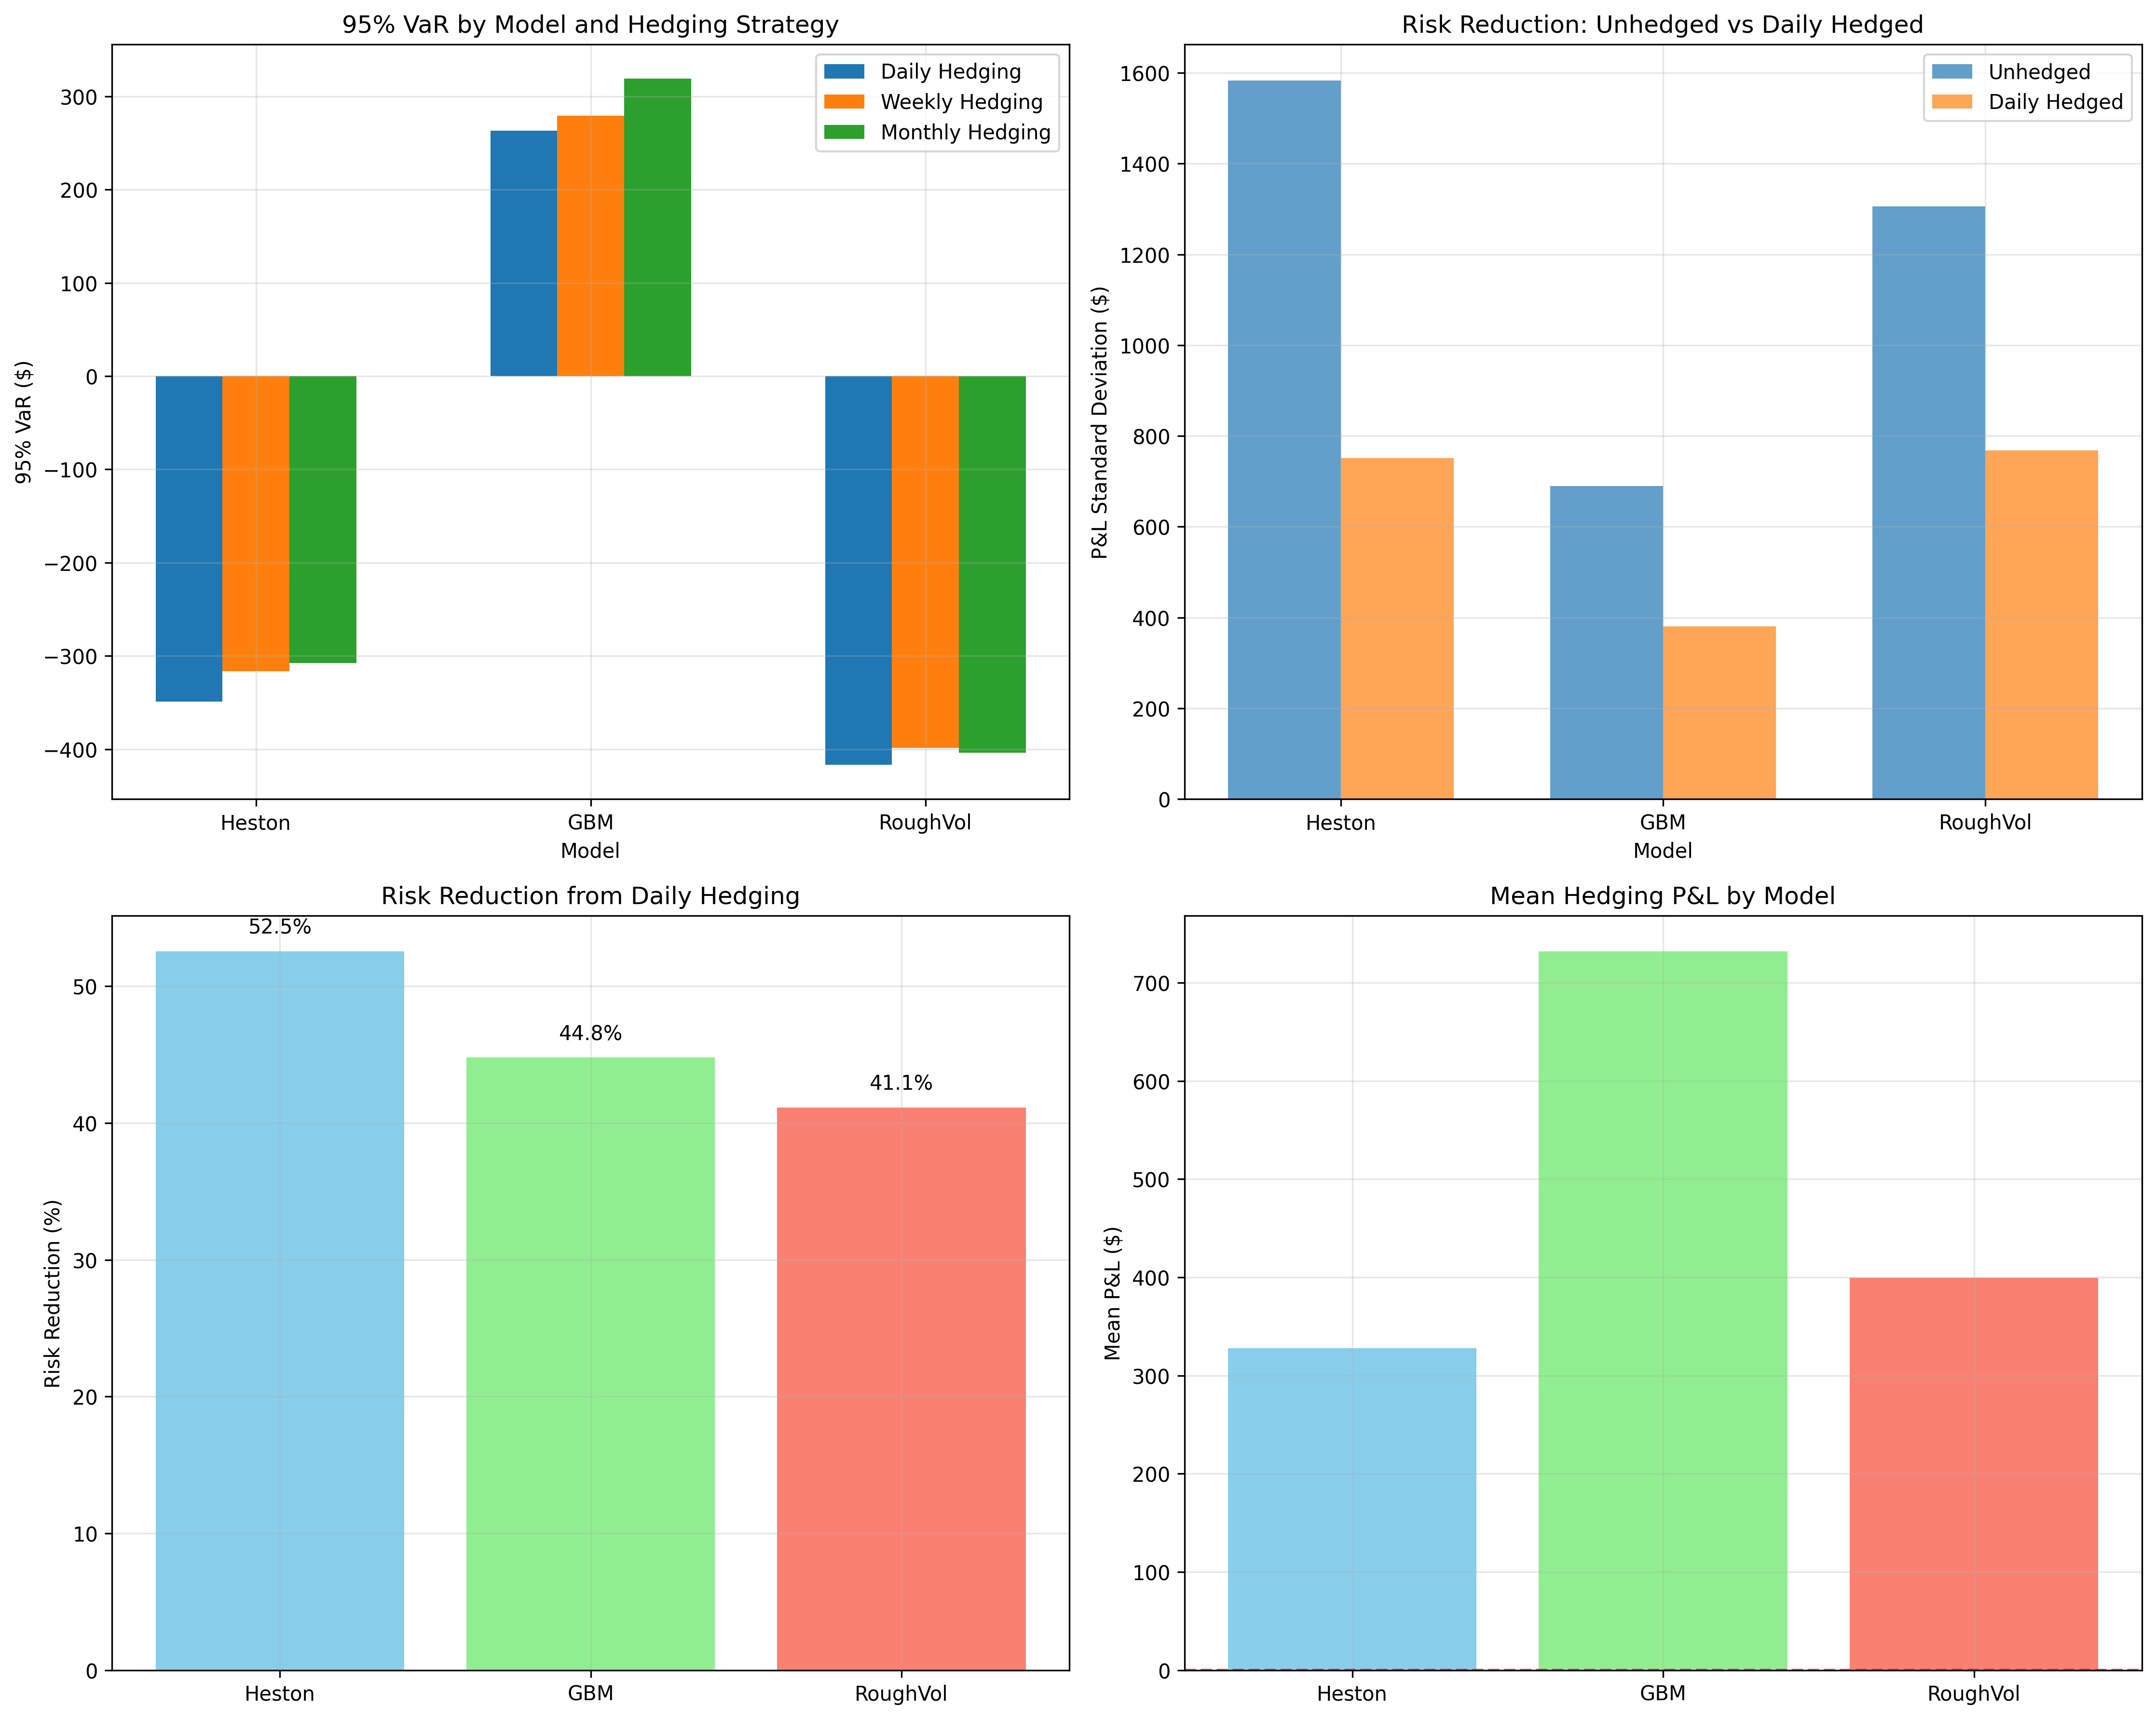 95% VaR by Model and Hedging Strategy
95% VaR ($)
300
200
100
0
−100
−200
−300
−400
Daily Hedging
Weekly Hedging
Monthly Hedging
Heston
GBM
RoughVol
Model
Risk Reduction: Unhedged vs Daily Hedged
P&L Standard Deviation ($)
1600
1400
1200
1000
800
600
400
200
0
Unhedged
Daily Hedged
Heston
GBM
RoughVol
Model
Risk Reduction from Daily Hedging
Risk Reduction (%)
50
40
30
20
10
0
52.5%
44.8%
41.1%
Heston
GBM
RoughVol
Mean Hedging P&L by Model
Mean P&L ($)
700
600
500
400
300
200
100
0
Heston
GBM
RoughVol